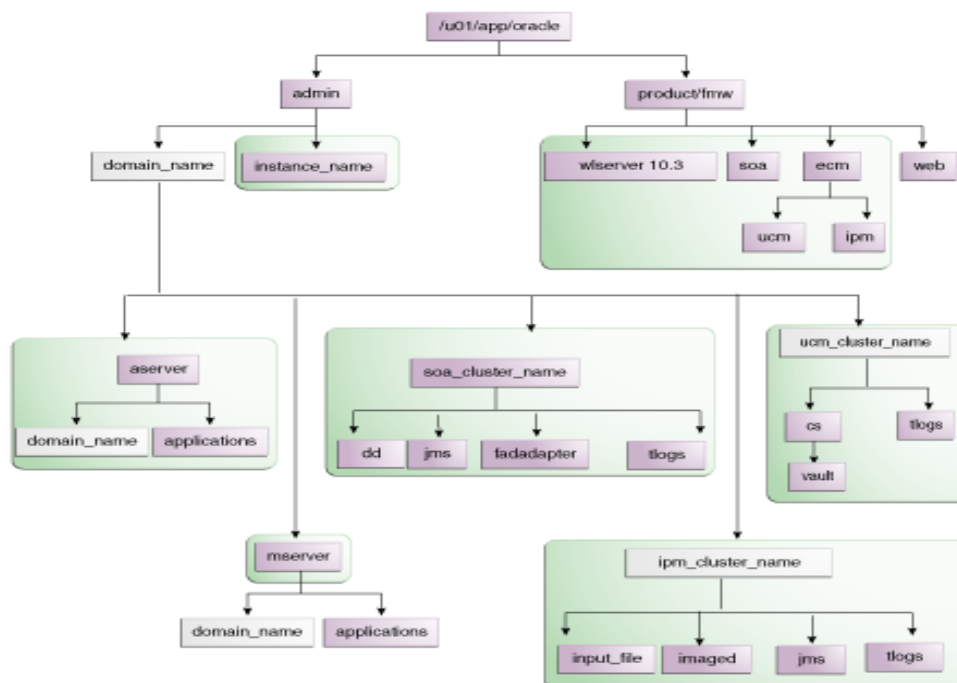 /u01/app/oracle
admin
product/fmw
domain_name
instance_name
wlserver 10.3
soa
ecm
web
ucm
ipm
aserver
domain_name
applications
soa_cluster_name
dd
jms
fadadapter
tlogs
ucm_cluster_name
cs
tlogs
vault
mserver
domain_name
applications
ipm_cluster_name
input_file
imaged
jms
tlogs